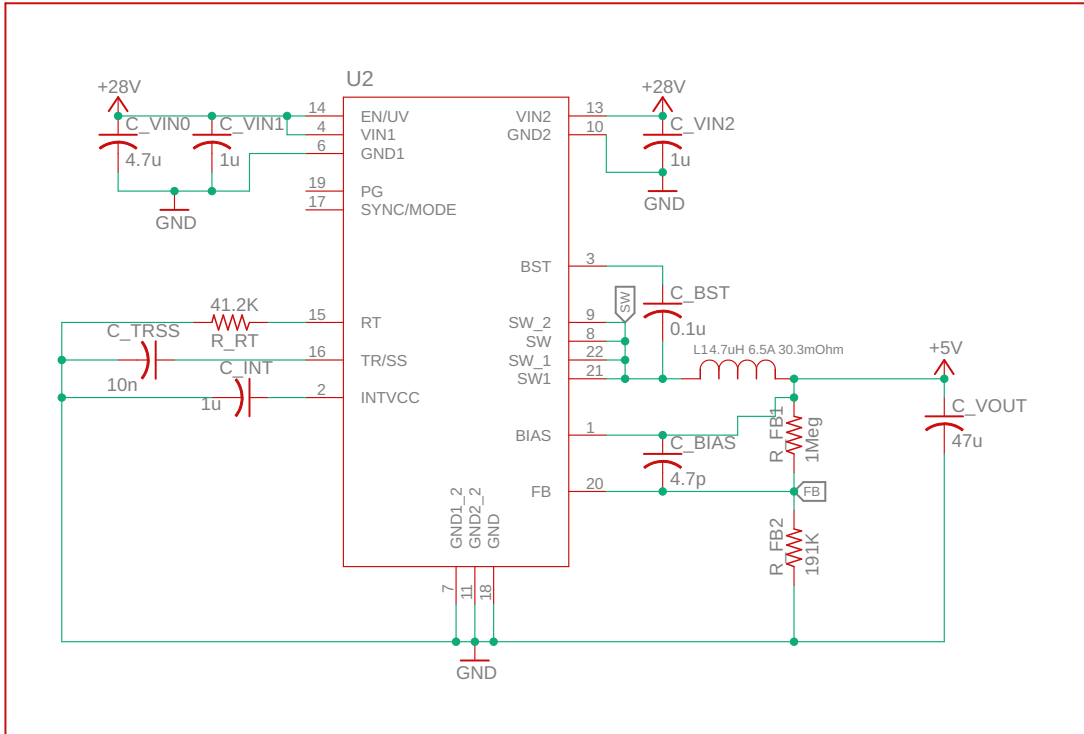 U2
+28V
C_VIN0
4.7u
C_VIN1
1u
GND
14
4
6
19
17
15
16
2
EN/UV
VIN1
GND1
PG
SYNC/MODE
RT
TR/SS
INTVCC
41.2K
R_RT
C_TRSS
10n
C_INT
1u
VIN2
GND2
BST
SW_2
SW
SW_1
SW1
BIAS
FB
13
10
3
9
8
22
21
1
20
+28V
C_VIN2
1u
GND
SW
C_BST
0.1u
L14.7uH 6.5A 30.3mOhm
+5V
C_VOUT
47u
C_BIAS
4.7p
R_FB1
1Meg
FB
R_FB2
191K
GND1_2
GND2_2
GND
7
11
18
GND